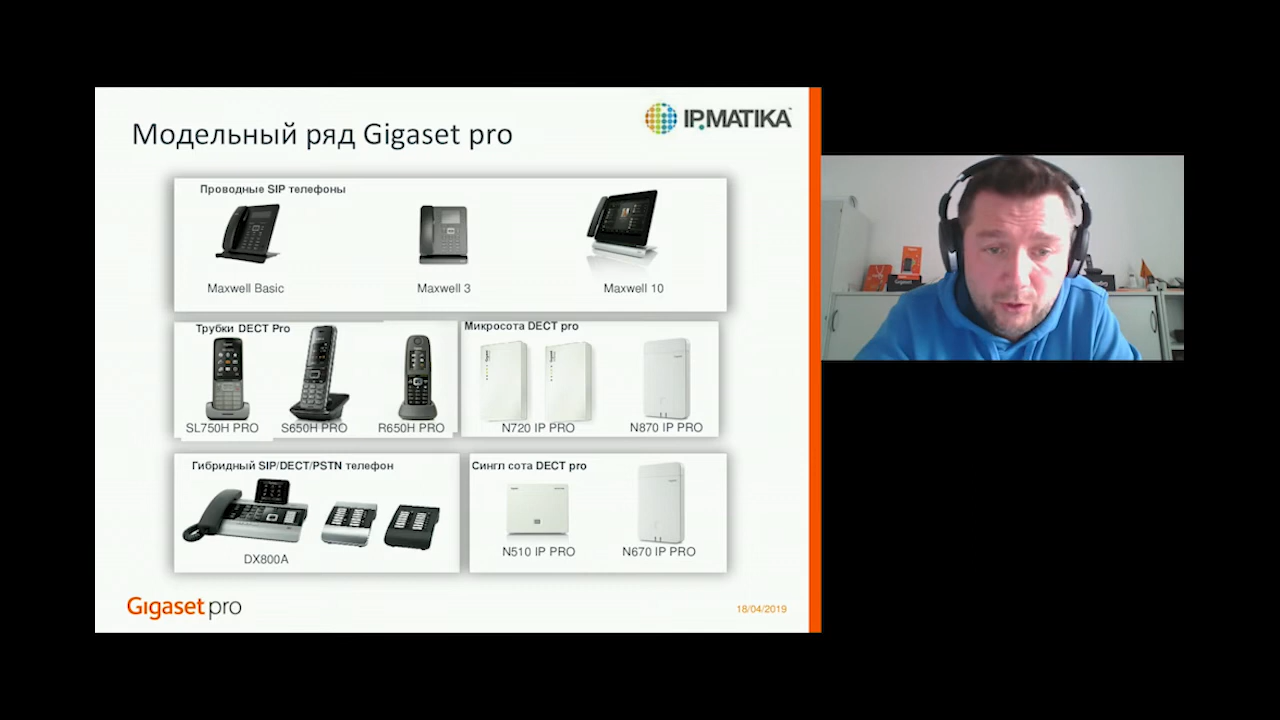 Модельный ряд Gigaset pro
IPMATIKA
Проводные SIP телефоны
Maxwell Basic
Maxwell 3
Maxwell 10
Трубки DECT Pro
SL750H PRO
S650H PRO
R650H PRO
Микросота DECT pro
N720 IP PRO
N870 IP PRO
Гибридный SIP/DECT/PSTN телефон
DX800A
Сингл сота DECT pro
N510 IP PRO
N670 IP PRO
Gigaset pro
18/04/2019